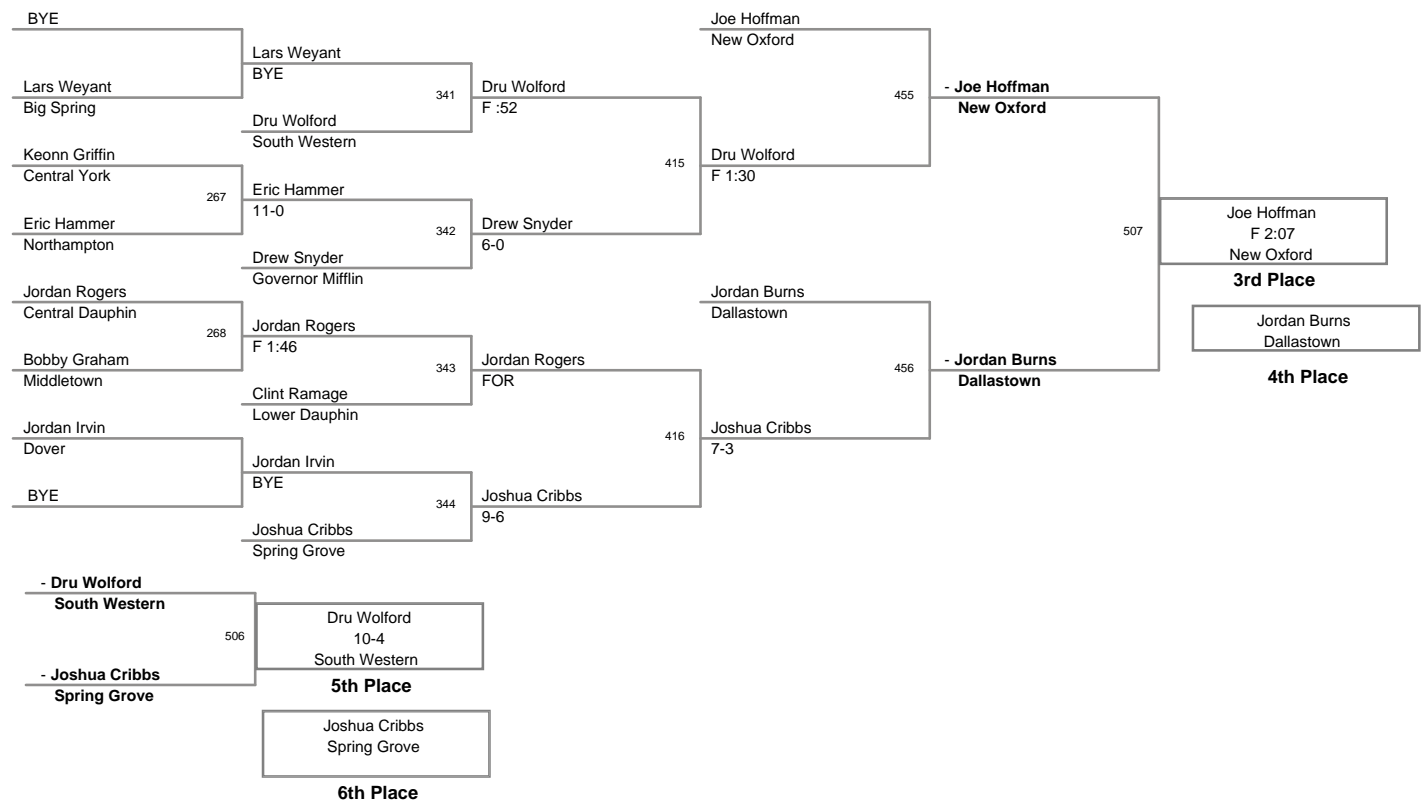 BYE
Lars Weyant
Big Spring
Keonn Griffin
Central York
267
Eric Hammer
Northampton
Jordan Rogers
Central Dauphin
268
Bobby Graham
Middletown
Jordan Irvin
Dover
BYE
Lars Weyant
BYE
341
Dru Wolford
South Western
Eric Hammer
11-0
342
Drew Snyder
Governor Mifflin
Jordan Rogers
F 1:46
343
Clint Ramage
Lower Dauphin
Jordan Irvin
BYE
344
Joshua Cribbs
Spring Grove
Dru Wolford
F :52
415
Drew Snyder
6-0
Jordan Rogers
FOR
416
Joshua Cribbs
9-6
Joe Hoffman
New Oxford
455
Dru Wolford
F 1:30
Jordan Burns
Dallastown
456
Joshua Cribbs
7-3
- Joe Hoffman
New Oxford
507
- Jordan Burns
Dallastown
Joe Hoffman
F 2:07
New Oxford
3rd Place
Jordan Burns
Dallastown
4th Place
- Dru Wolford
South Western
506
- Joshua Cribbs
Spring Grove
Dru Wolford
10-4
South Western
5th Place
Joshua Cribbs
Spring Grove
6th Place